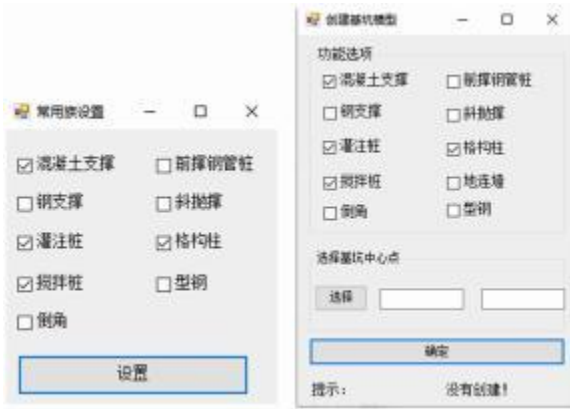 常用族设置
混凝土支撑 前撑钢管桩
钢支撑 斜抛撑
灌注桩 格构柱
搅拌桩 型钢
倒角
设置
创建基坑模型
功能选项
混凝土支撑 前撑钢管桩
钢支撑 斜抛撑
灌注桩 格构柱
搅拌桩 地连墙
倒角 型钢
选择基坑中心点
选择
确定
提示: 没有创建!